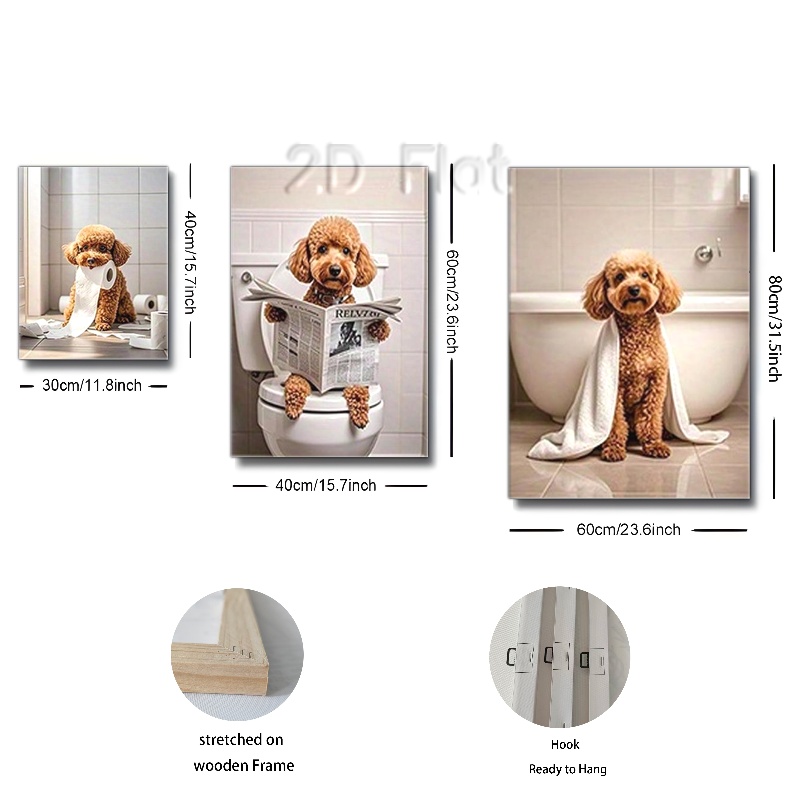 2D Flat
40cm/15.7inch
30cm/11.8inch
60cm/23.6inch
RELVZO
40cm/15.7inch
80cm/31.5inch
60cm/23.6inch
stretched on
wooden Frame
Hook
Ready to Hang